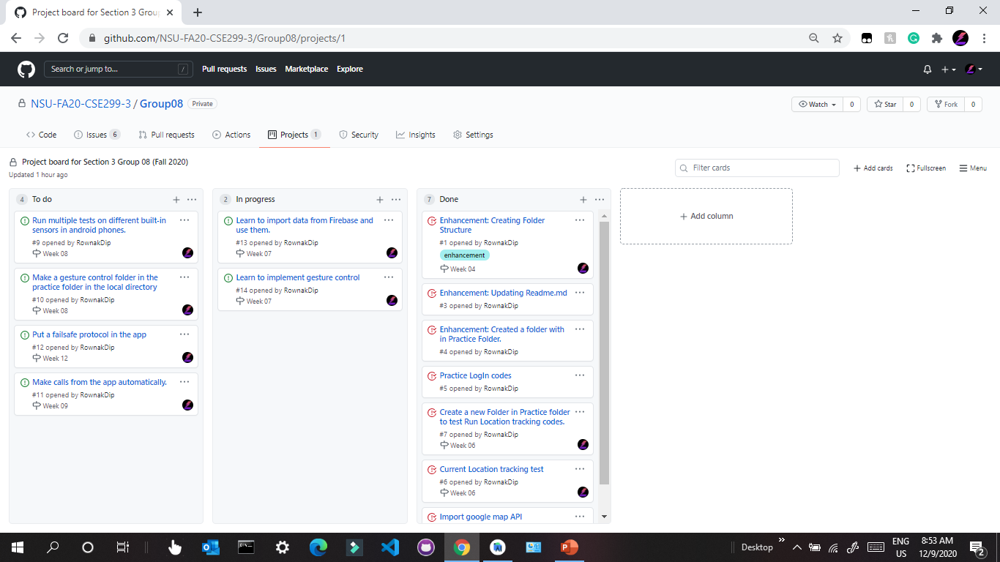 Project board for Section 3 Grou
github.com/NSU-FA20-CSE299-3/Group08/projects/1
Search or jump to...
/
Pull requests
Issues
Marketplace
Explore
NSU-FA20-CSE299-3 / Group08
Private
Watch
0
Star
0
Fork
0
Code
Issues
6
Pull requests
Actions
Projects
1
Security
Insights
Settings
Project board for Section 3 Group 08 (Fall 2020)
Updated 1 hour ago
Filter cards
Add cards
Fullscreen
Menu
4
To do
Run multiple tests on different built-in
sensors in android phones.
#9 opened by RownakDip
Week 08
Make a gesture control folder in the
practice folder in the local directory
#10 opened by RownakDip
Week 08
Put a failsafe protocol in the app
#12 opened by RownakDip
Week 12
Make calls from the app automatically.
#11 opened by RownakDip
Week 09
2
In progress
Learn to import data from Firebase and
use them.
#13 opened by RownakDip
Week 07
Learn to implement gesture control
#14 opened by RownakDip
Week 07
7
Done
Enhancement: Creating Folder
Structure
#1 opened by RownakDip
enhancement
Week 04
Enhancement: Updating Readme.md
#3 opened by RownakDip
Enhancement: Created a folder with
in Practice Folder.
#4 opened by RownakDip
Practice LogIn codes
#5 opened by RownakDip
Create a new Folder in Practice folder
to test Run Location tracking codes.
#7 opened by RownakDip
Week 06
Current Location tracking test
#6 opened by RownakDip
Week 06
Import google map API
Add column
Desktop
ENG
US
8:53 AM
12/9/2020
2